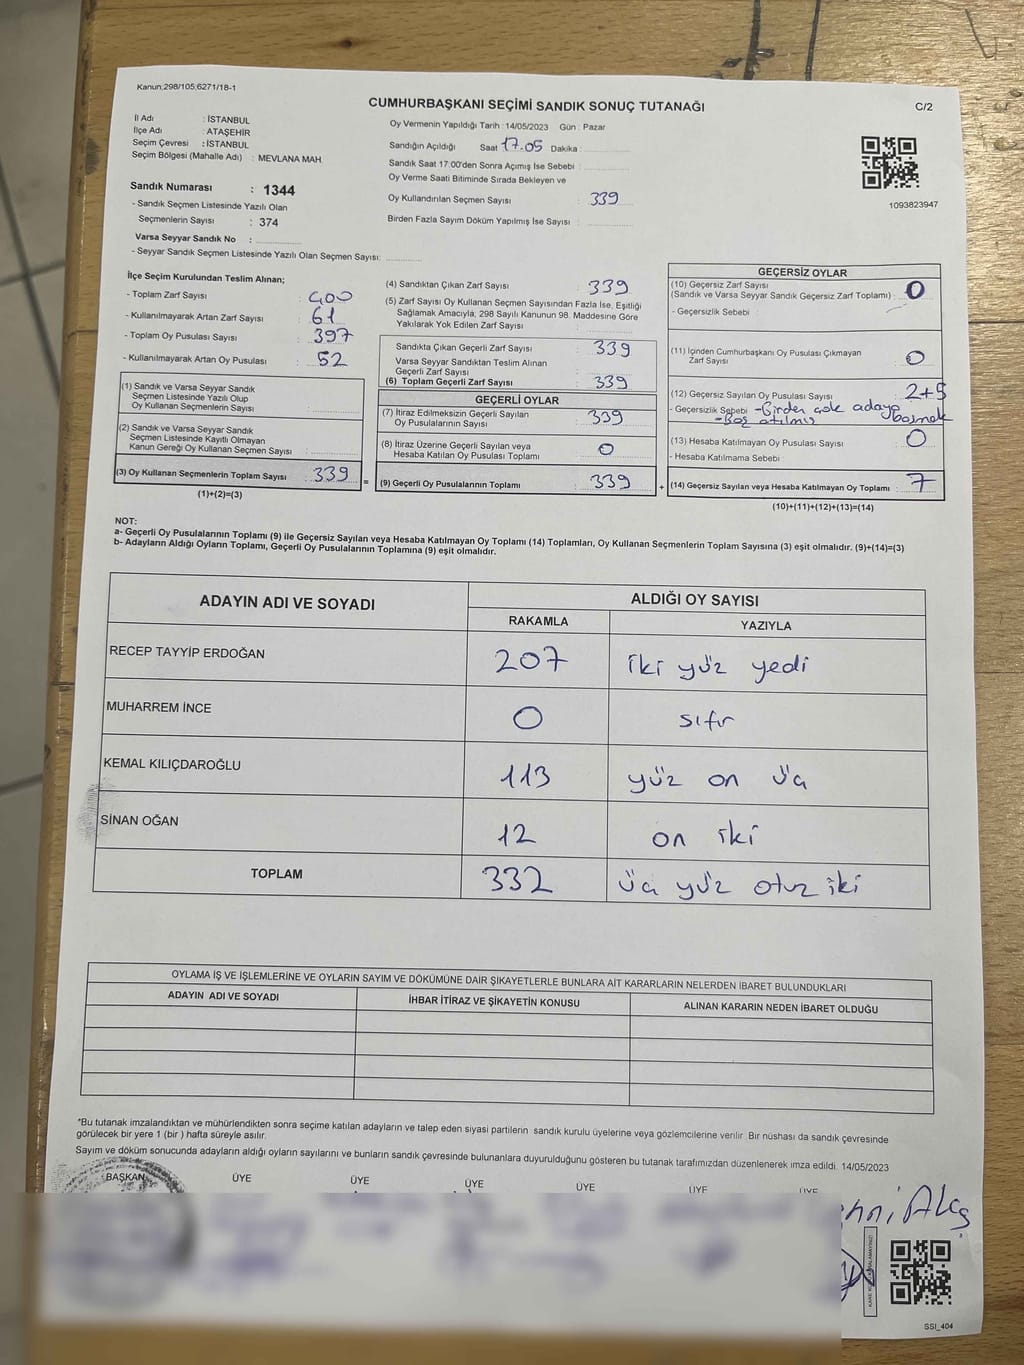 Kanun:298/105;6271/18-1
CUMHURBAŞKANI SEÇİMİ SANDIK SONUÇ TUTANAĞI
C/2
İl Adı : İSTANBUL
İlçe Adı : ATAŞEHİR
Seçim Çevresi : İSTANBUL
Seçim Bölgesi (Mahalle Adı) : MEVLANA MAH.
Sandık Numarası : 1344
- Sandık Seçmen Listesinde Yazılı Olan
Seçmenlerin Sayısı : 374
Varsa Seyyar Sandık No :
- Seyyar Sandık Seçmen Listesinde Yazılı Olan Seçmen Sayısı:
Oy Vermenin Yapıldığı Tarih : 14/05/2023 Gün : Pazar
Sandığın Açıldığı Saat 17.05 Dakika :
Sandık Saat 17:00'den Sonra Açımış İse Sebebi :
Oy Verme Saati Bitiminde Sırada Bekleyen ve
Oy Kullandırılan Seçmen Sayısı : 339
Birden Fazla Sayım Döküm Yapılmış İse Sayısı :
1093823947
İlçe Seçim Kurulundan Teslim Alınan;
- Toplam Zarf Sayısı : 400
- Kullanılmayarak Artan Zarf Sayısı : 61
- Toplam Oy Pusulası Sayısı : 397
- Kullanılmayarak Artan Oy Pusulası : 52
(1) Sandık ve Varsa Seyyar Sandık
Seçmen Listesinde Yazılı Olup
Oy Kullanan Seçmenlerin Sayısı :
(2) Sandık ve Varsa Seyyar Sandık
Seçmen Listesinde Kayıtlı Olmayan
Kanun Gereği Oy Kullanan Seçmen Sayısı :
(3) Oy Kullanan Seçmenlerin Toplam Sayısı : 339
(1)+(2)=(3)
=
(4) Sandıktan Çıkan Zarf Sayısı : 339
(5) Zarf Sayısı Oy Kullanan Seçmen Sayısından Fazla İse, Eşitliği
Sağlamak Amacıyla, 298 Sayılı Kanunun 98. Maddesine Göre
Yakılarak Yok Edilen Zarf Sayısı :
Sandıkta Çıkan Geçerli Zarf Sayısı : 339
Varsa Seyyar Sandıktan Teslim Alınan
Geçerli Zarf Sayısı :
(6) Toplam Geçerli Zarf Sayısı : 339
GEÇERLİ OYLAR
(7) İtiraz Edilmeksizin Geçerli Sayılan
Oy Pusulalarının Sayısı : 339
(8) İtiraz Üzerine Geçerli Sayılan veya
Hesaba Katılan Oy Pusulası Toplamı : 0
(9) Geçerli Oy Pusulalarının Toplamı : 339
+
GEÇERSİZ OYLAR
(10) Geçersiz Zarf Sayısı
(Sandık ve Varsa Seyyar Sandık Geçersiz Zarf Toplamı) : 0
- Geçersizlik Sebebi :
(11) İçinden Cumhurbaşkanı Oy Pusulası Çıkmayan
Zarf Sayısı : 0
(12) Geçersiz Sayılan Oy Pusulası Sayısı : 2+5
- Geçersizlik Sebebi - Birden çok adaya basmak
- Boş atılmış
(13) Hesaba Katılmayan Oy Pusulası Sayısı : 0
- Hesaba Katılmama Sebebi
(14) Geçersiz Sayılan veya Hesaba Katılmayan Oy Toplamı : 7
(10)+(11)+(12)+(13)=(14)
NOT:
a- Geçerli Oy Pusulalarının Toplamı (9) ile Geçersiz Sayılan veya Hesaba Katılmayan Oy Toplamı (14) Toplamları, Oy Kullanan Seçmenlerin Toplam Sayısına (3) eşit olmalıdır. (9)+(14)=(3)
b- Adayların Aldığı Oyların Toplamı, Geçerli Oy Pusulalarının Toplamına (9) eşit olmalıdır.
ADAYIN ADI VE SOYADI
ALDIĞI OY SAYISI
RAKAMLA YAZIYLA
RECEP TAYYİP ERDOĞAN 207 iki yüz yedi
MUHARREM İNCE 0 sıfır
KEMAL KILIÇDAROĞLU 113 yüz on üç
SİNAN OĞAN 12 on iki
TOPLAM 332 üç yüz otuz iki
OYLAMA İŞ VE İŞLEMLERİNE VE OYLARIN SAYIM VE DÖKÜMÜNE DAİR ŞİKAYETLERLE BUNLARA AİT KARARLARIN NELERDEN İBARET BULUNDUKLARI
ADAYIN ADI VE SOYADI İHBAR İTİRAZ VE ŞİKAYETİN KONUSU ALINAN KARARIN NEDEN İBARET OLDUĞU
*Bu tutanak imzalandıktan ve mühürlendikten sonra seçime katılan adayların ve talep eden siyasi partilerin sandık kurulu üyelerine veya gözlemcilerine verilir. Bir nüshası da sandık çevresinde
görülecek bir yere 1 (bir ) hafta süreyle asılır.
Sayım ve döküm sonucunda adayların aldığı oyların sayılarını ve bunların sandık çevresinde bulunanlara duyurulduğunu gösteren bu tutanak tarafımızdan düzenlenerek imza edildi. 14/05/2023
BAŞKAN ÜYE ÜYE ÜYE ÜYE ÜYE ÜYE
SSI_404